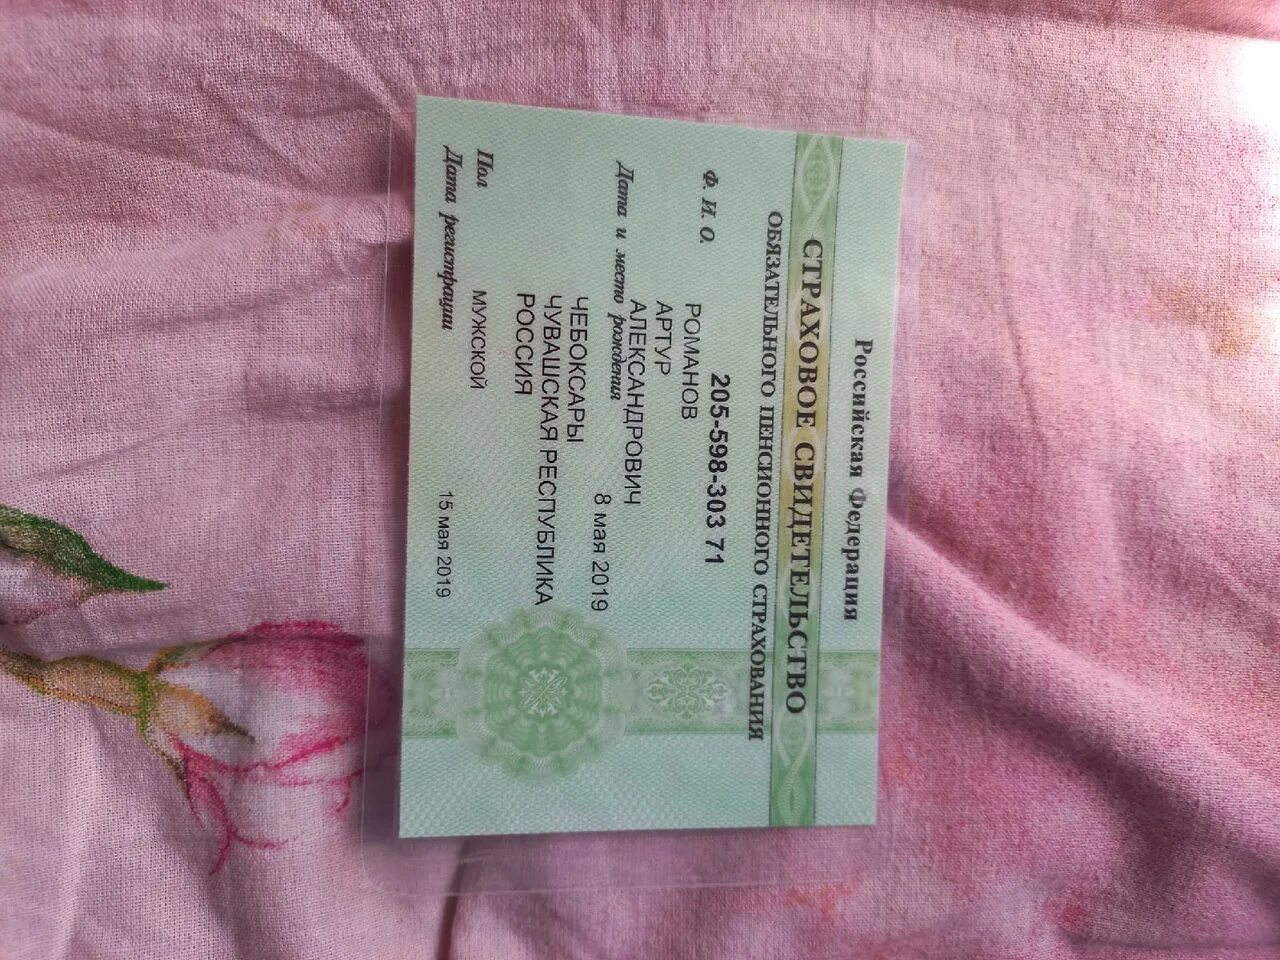 Российская Федерация
СТРАХОВОЕ СВИДЕТЕЛЬСТВО
ОБЯЗАТЕЛЬНОГО ПЕНСИОННОГО СТРАХОВАНИЯ
205-598-303 71
Ф. И. О. РОМАНОВ
АРТУР
АЛЕКСАНДРОВИЧ
Дата и место рождения 8 мая 2019
ЧЕБОКСАРЫ
ЧУВАШСКАЯ РЕСПУБЛИКА
РОССИЯ
Пол МУЖСКОЙ
Дата регистрации 15 мая 2019